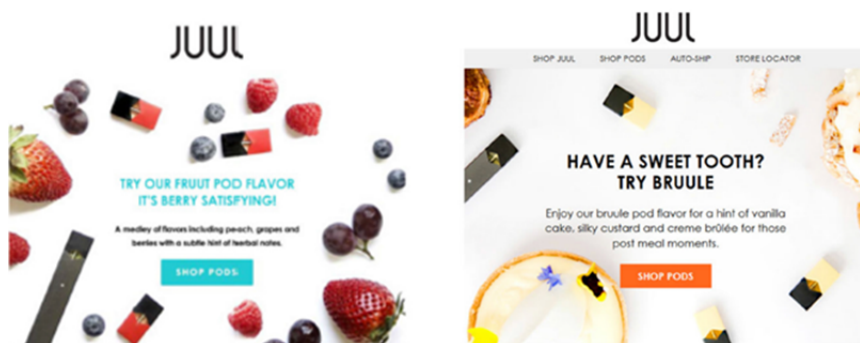 JUUL
TRY OUR FRUUT POD FLAVOR
IT'S BERRY SATISFYING!
A medley of flavors including peach, grapes and
berries with a subtle hint of herbal notes.
SHOP PODS
JUUL
SHOP JUUL SHOP PODS AUTO-SHIP STORE LOCATOR
HAVE A SWEET TOOTH?
TRY BRUULE
Enjoy our bruule pod flavor for a hint of vanilla
cake, silky custard and creme brûlée for those
post meal moments.
SHOP PODS